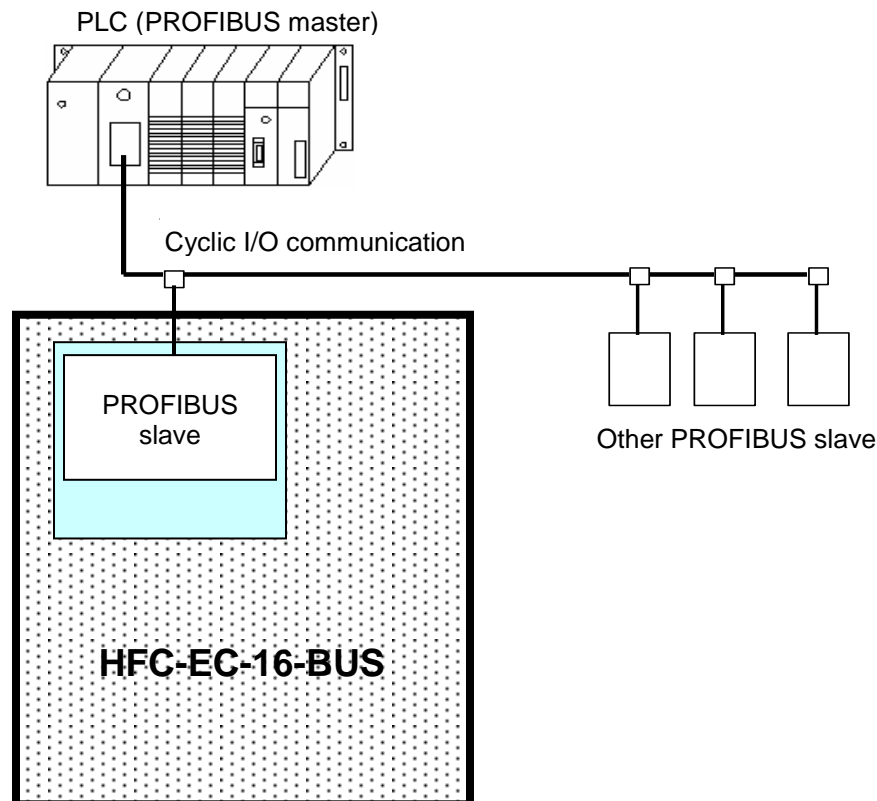 PLC (PROFIBUS master)
Cyclic I/O communication
PROFIBUS
slave
Other PROFIBUS slave
HFC-EC-16-BUS